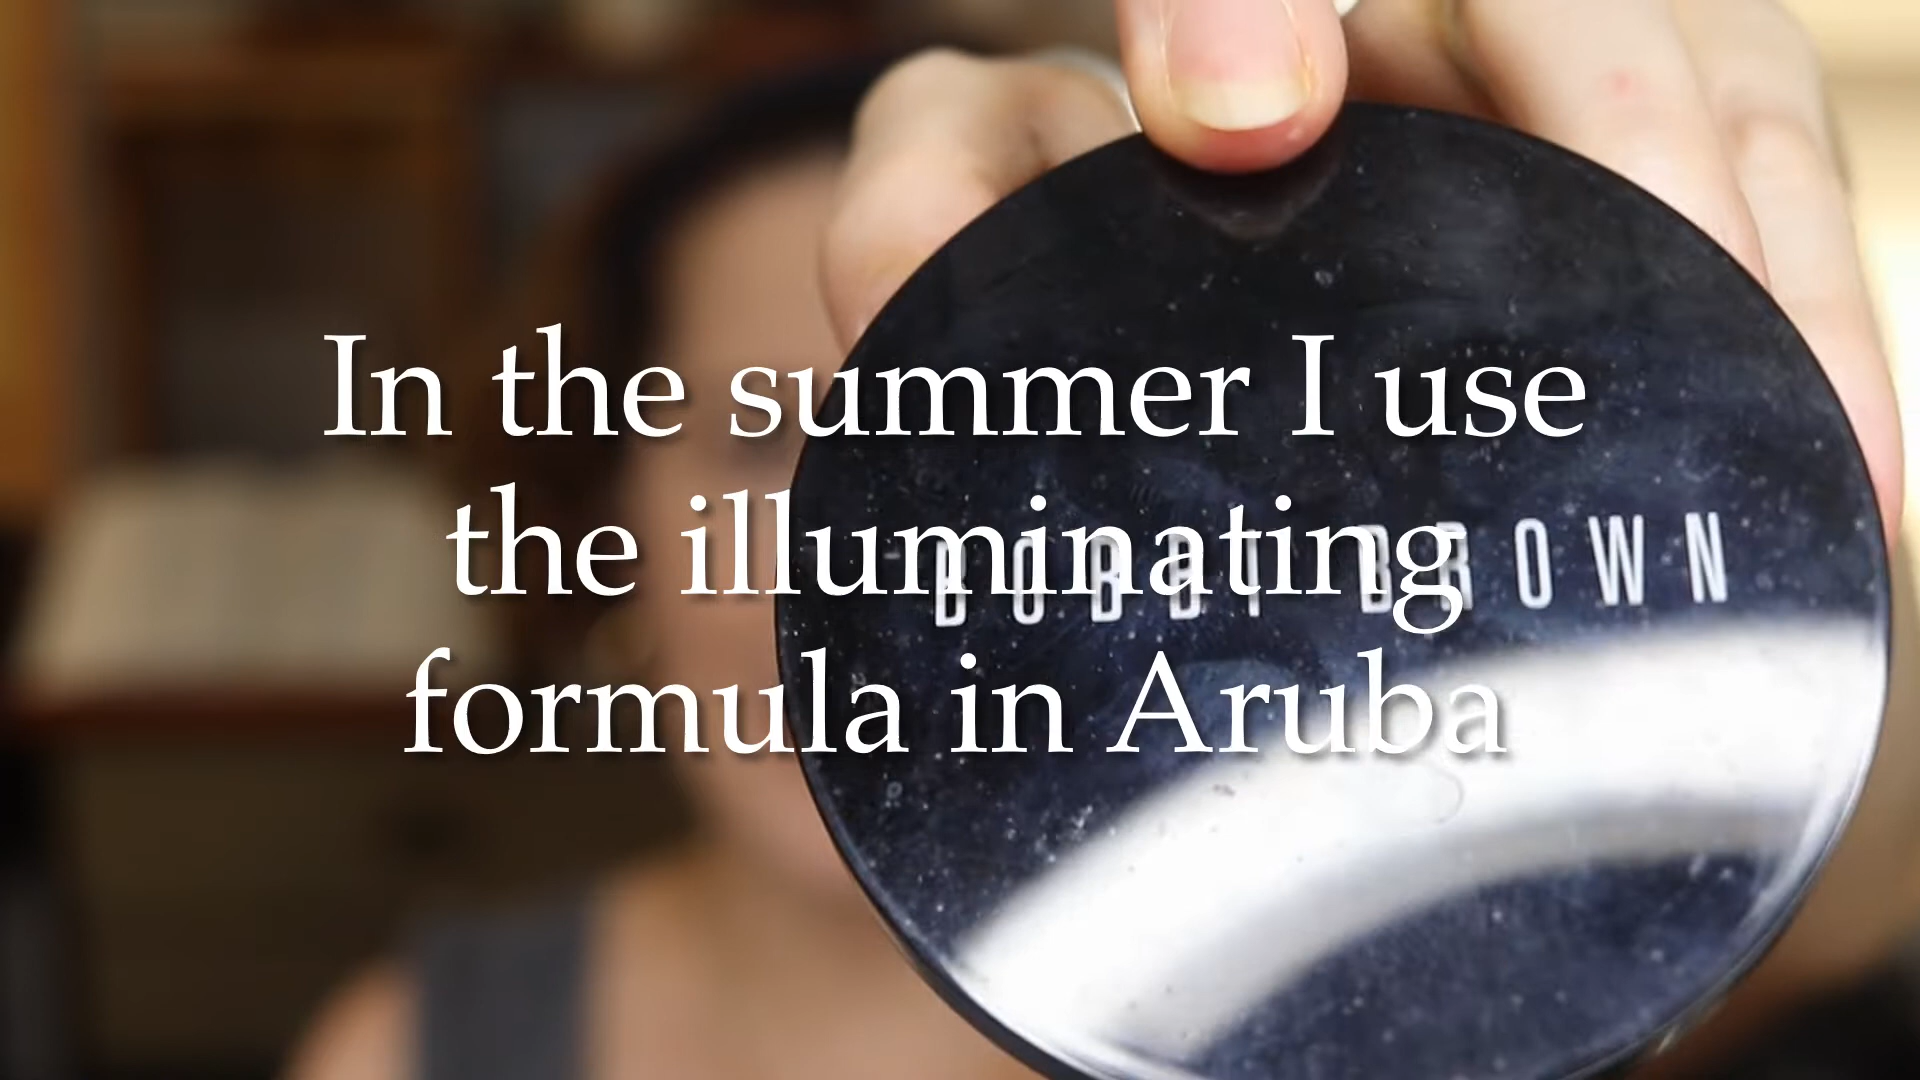 In the summer I use
the illuminating
formula in Aruba
BOBBI BROWN